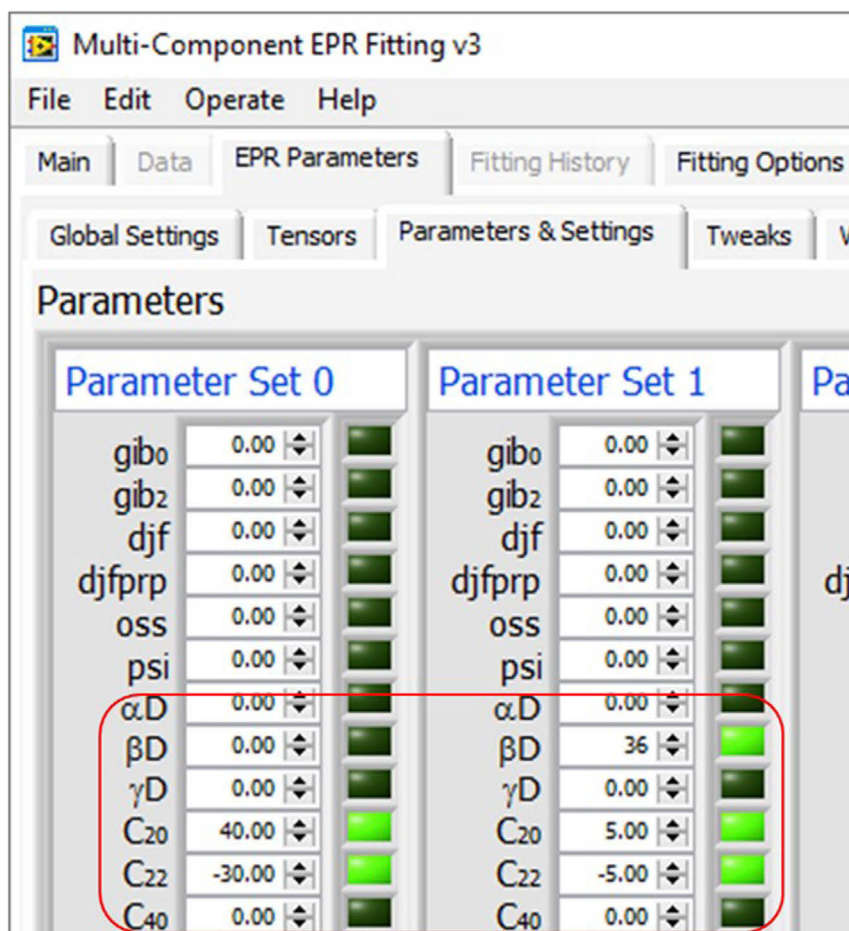 Multi-Component EPR Fitting v3
File Edit Operate Help
Main Data EPR Parameters Fitting History Fitting Options
Global Settings Tensors Parameters & Settings Tweaks
Parameters
Parameter Set 0 Parameter Set 1 Pa
gib0 0.00 gib0 0.00
gib2 0.00 gib2 0.00
djf 0.00 djf 0.00
djfprp 0.00 djfprp 0.00 dj
oss 0.00 oss 0.00
psi 0.00 psi 0.00
αD 0.00 αD 0.00
βD 0.00 βD 36
γD 0.00 γD 0.00
C20 40.00 C20 5.00
C22 -30.00 C22 -5.00
C40 0.00 C40 0.00